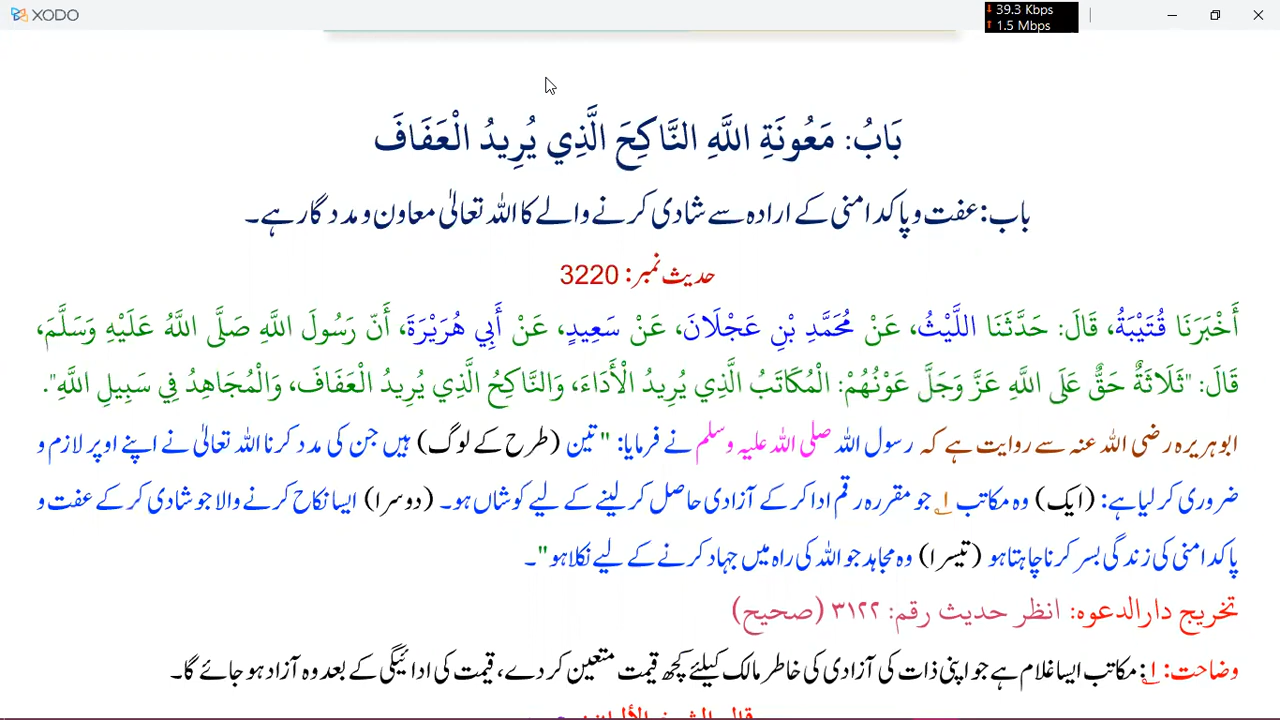 XODO
39.3 Kbps
1.5 Mbps
بَابُ: مَعُونَةِ اللَّهِ النَّاكِحَ الَّذِي يُرِيدُ الْعَفَافَ
باب: عفت و پاکدامنی کے ارادہ سے شادی کرنے والے کا اللہ تعالیٰ معاون و مددگار ہے۔
حدیث نمبر: 3220
أَخْبَرَنَا قُتَيْبَةُ، قَالَ: حَدَّثَنَا اللَّيْثُ، عَنْ مُحَمَّدِ بْنِ عَجْلَانَ، عَنْ سَعِيدٍ، عَنْ أَبِي هُرَيْرَةَ، أَنّ رَسُولَ اللَّهِ صَلَّى اللَّهُ عَلَيْهِ وَسَلَّمَ،
قَالَ: "ثَلَاثَةٌ حَقٌّ عَلَى اللَّهِ عَزَّ وَجَلَّ عَوْنُهُمْ: الْمُكَاتَبُ الَّذِي يُرِيدُ الْأَدَاءَ، وَالنَّاكِحُ الَّذِي يُرِيدُ الْعَفَافَ، وَالْمُجَاهِدُ فِي سَبِيلِ اللَّهِ".
ابوہریرہ رضی اللہ عنہ سے روایت ہے کہ رسول اللہ صلی اللہ علیہ وسلم نے فرمایا: "تین (طرح کے لوگ) ہیں جن کی مدد کرنا اللہ تعالیٰ نے اپنے اوپر لازم و
ضروری کر لیا ہے: (ایک) وہ مکاتب ۱؎ جو مقررہ رقم ادا کر کے آزادی حاصل کر لینے کے لیے کوشاں ہو۔ (دوسرا) ایسا نکاح کرنے والا جو شادی کر کے عفت و
پاکدامنی کی زندگی بسر کرنا چاہتا ہو (تیسرا) وہ مجاہد جو اللہ کی راہ میں جہاد کرنے کے لیے نکلا ہو"۔
تخریج دارالدعوہ: انظر حدیث رقم: ۳۱۲۲ (صحیح)
وضاحت: ۱؎: مکاتب ایسا غلام ہے جو اپنی ذات کی آزادی کی خاطر مالک کیلئے کچھ قیمت متعین کر دے، قیمت کی ادائیگی کے بعد وہ آزاد ہو جائے گا۔